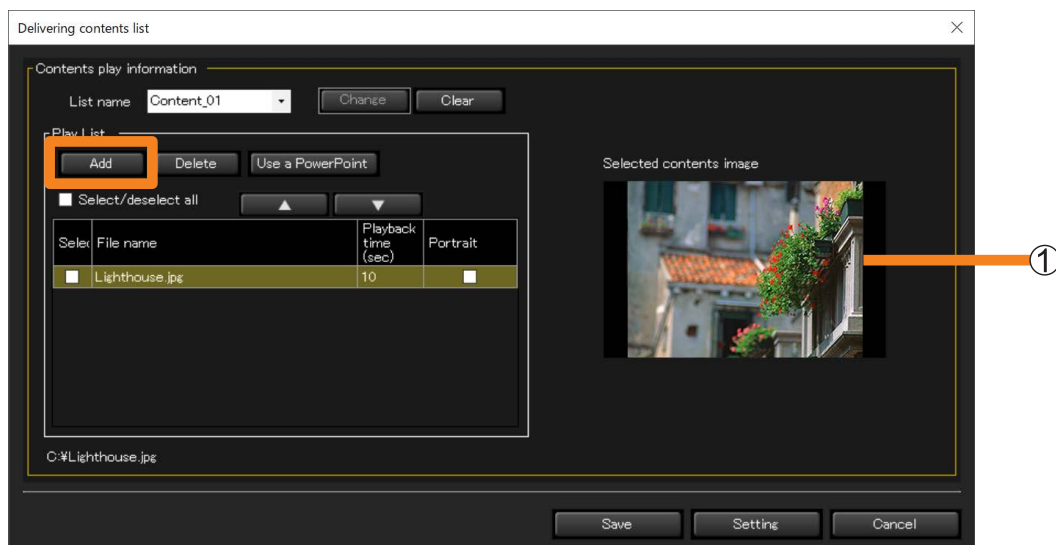 Delivering contents list
Contents play information
List name Content_01 Change Clear
Play List
Add Delete Use a PowerPoint
Selected contents image
Select/deselect all ▲ ▼
Selec File name Playback time (sec) Portrait
Lighthouse.jpg 10
①
C:¥Lighthouse.jpg
Save Setting Cancel